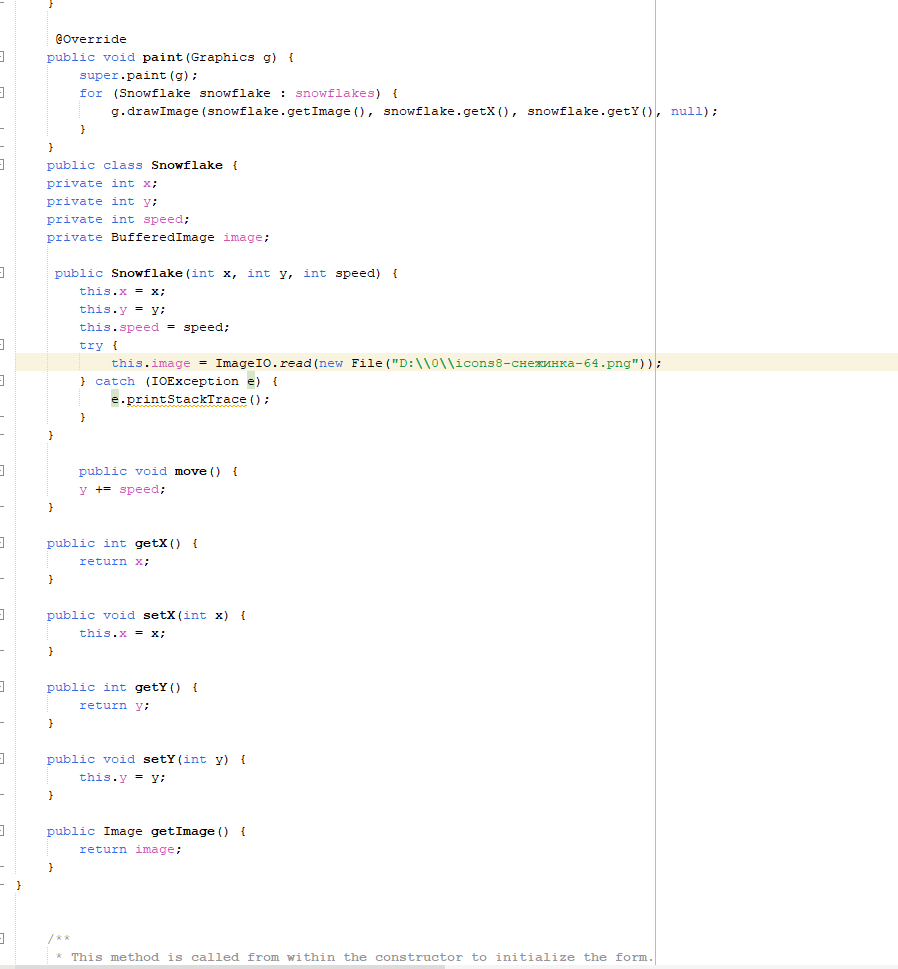 }
@Override
public void paint(Graphics g) {
super.paint(g);
for (Snowflake snowflake : snowflakes) {
g.drawImage(snowflake.getImage(), snowflake.getX(), snowflake.getY(), null);
}
}
public class Snowflake {
private int x;
private int y;
private int speed;
private BufferedImage image;
public Snowflake(int x, int y, int speed) {
this.x = x;
this.y = y;
this.speed = speed;
try {
this.image = ImageIO.read(new File("D:\\0\\icons8-снежинка-64.png"));
} catch (IOException e) {
e.printStackTrace();
}
}
public void move() {
y += speed;
}
public int getX() {
return x;
}
public void setX(int x) {
this.x = x;
}
public int getY() {
return y;
}
public void setY(int y) {
this.y = y;
}
public Image getImage() {
return image;
}
}
/**
* This method is called from within the constructor to initialize the form.